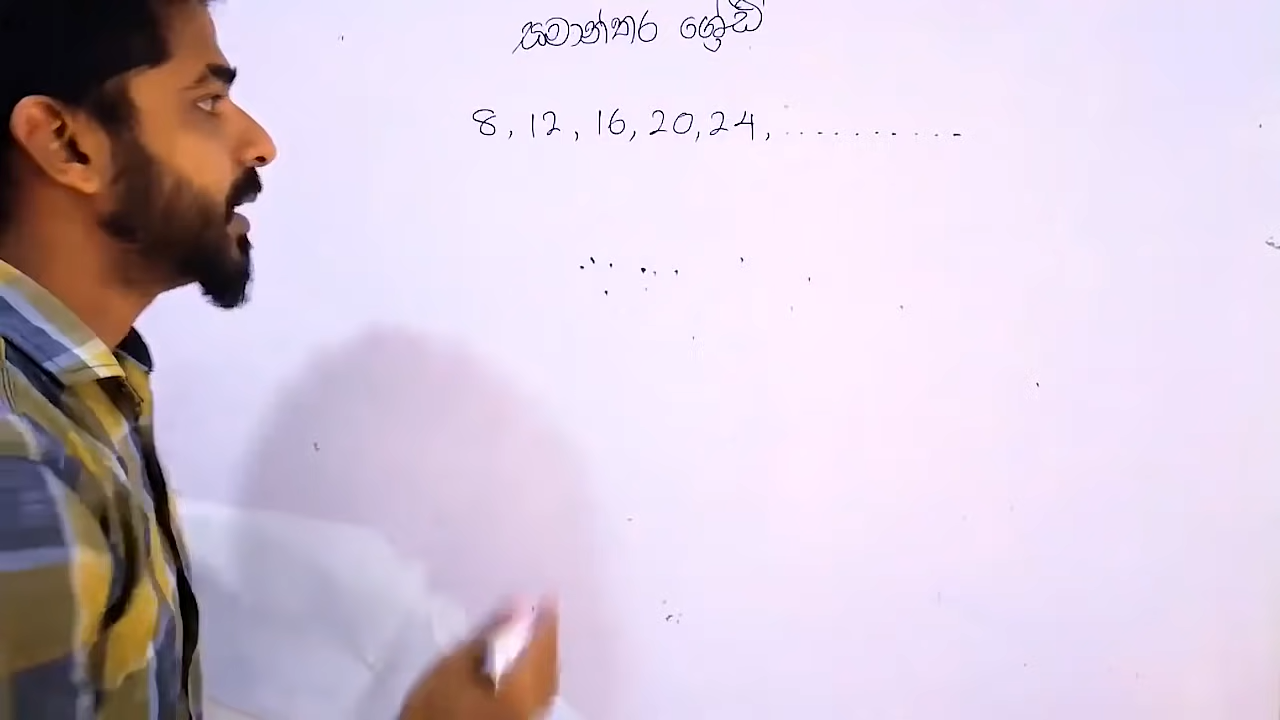 සමාන්තර ශ්‍රේඪි
8, 12, 16, 20, 24, ...........